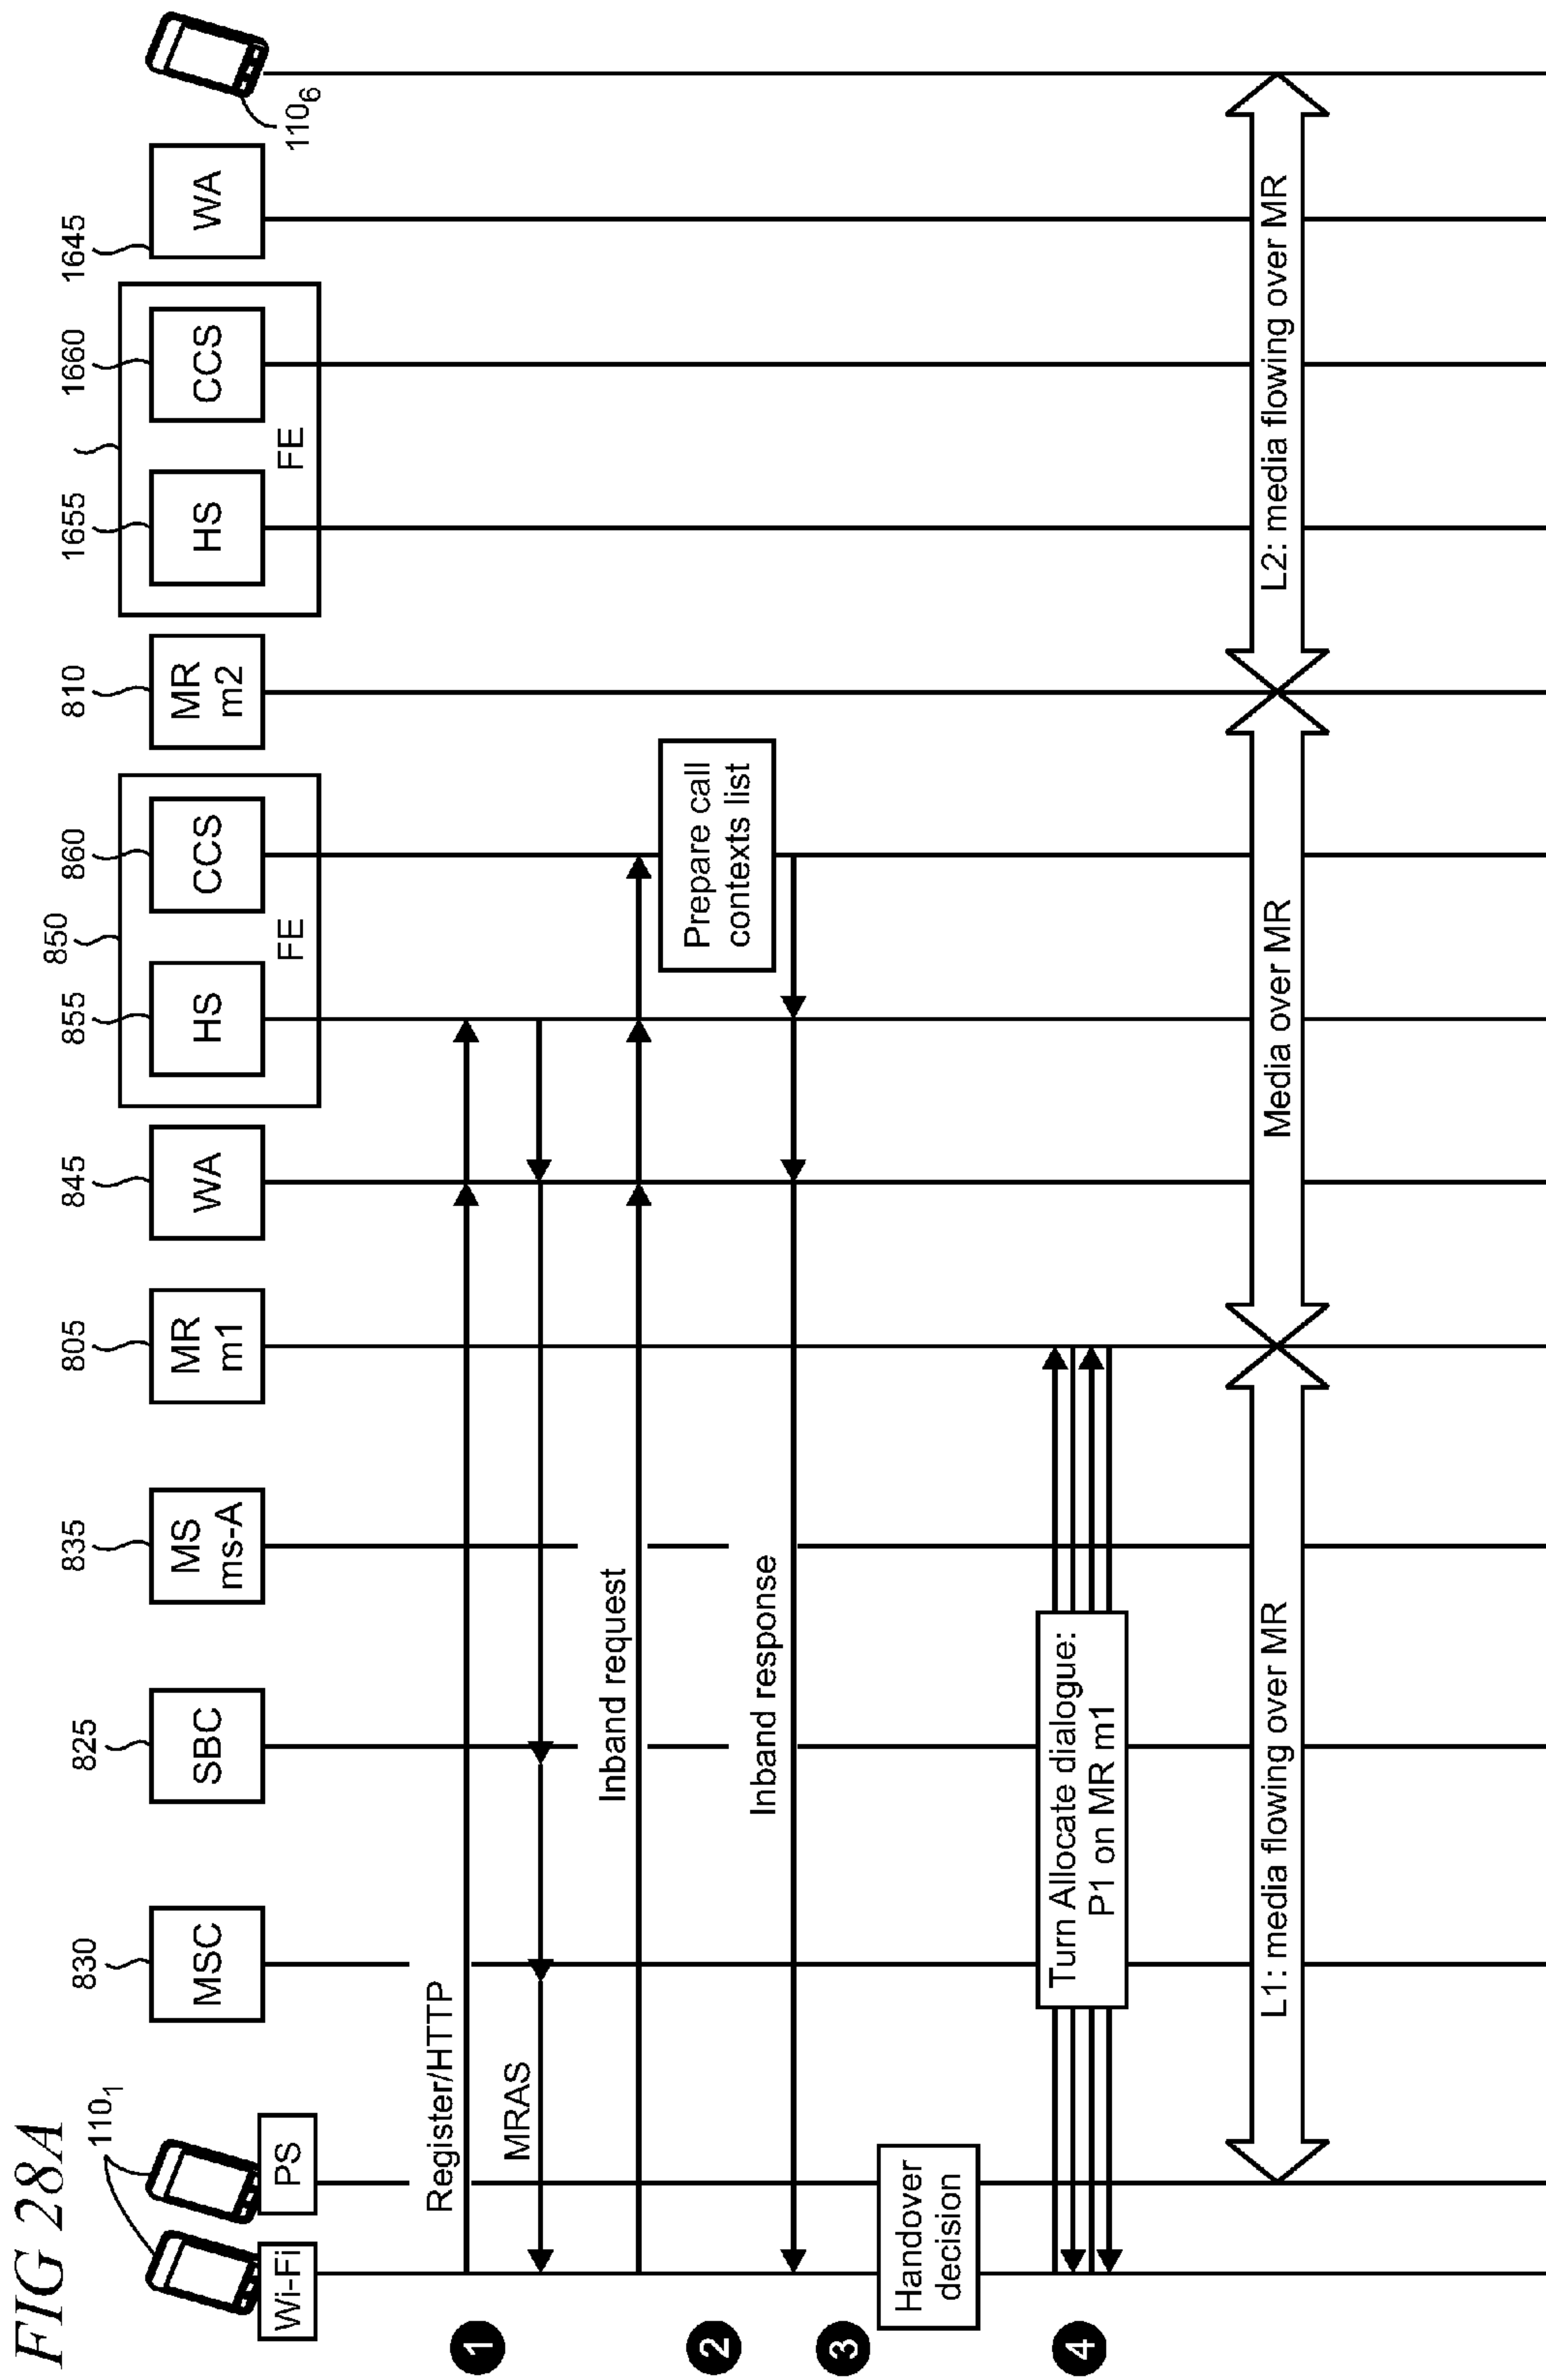 FIG 28A
110₁
Wi-Fi
PS
830
MSC
825
SBC
835
MS
ms-A
805
MR
m1
845
WA
850
855
HS
860
CCS
FE
810
MR
m2
1655
HS
1660
CCS
FE
1645
WA
110₆
1
Register/HTTP
MRAS
2
Inband request
Prepare call
contexts list
Inband response
3
Handover
decision
4
Turn Allocate dialogue:
P1 on MR m1
L1: media flowing over MR
Media over MR
L2: media flowing over MR